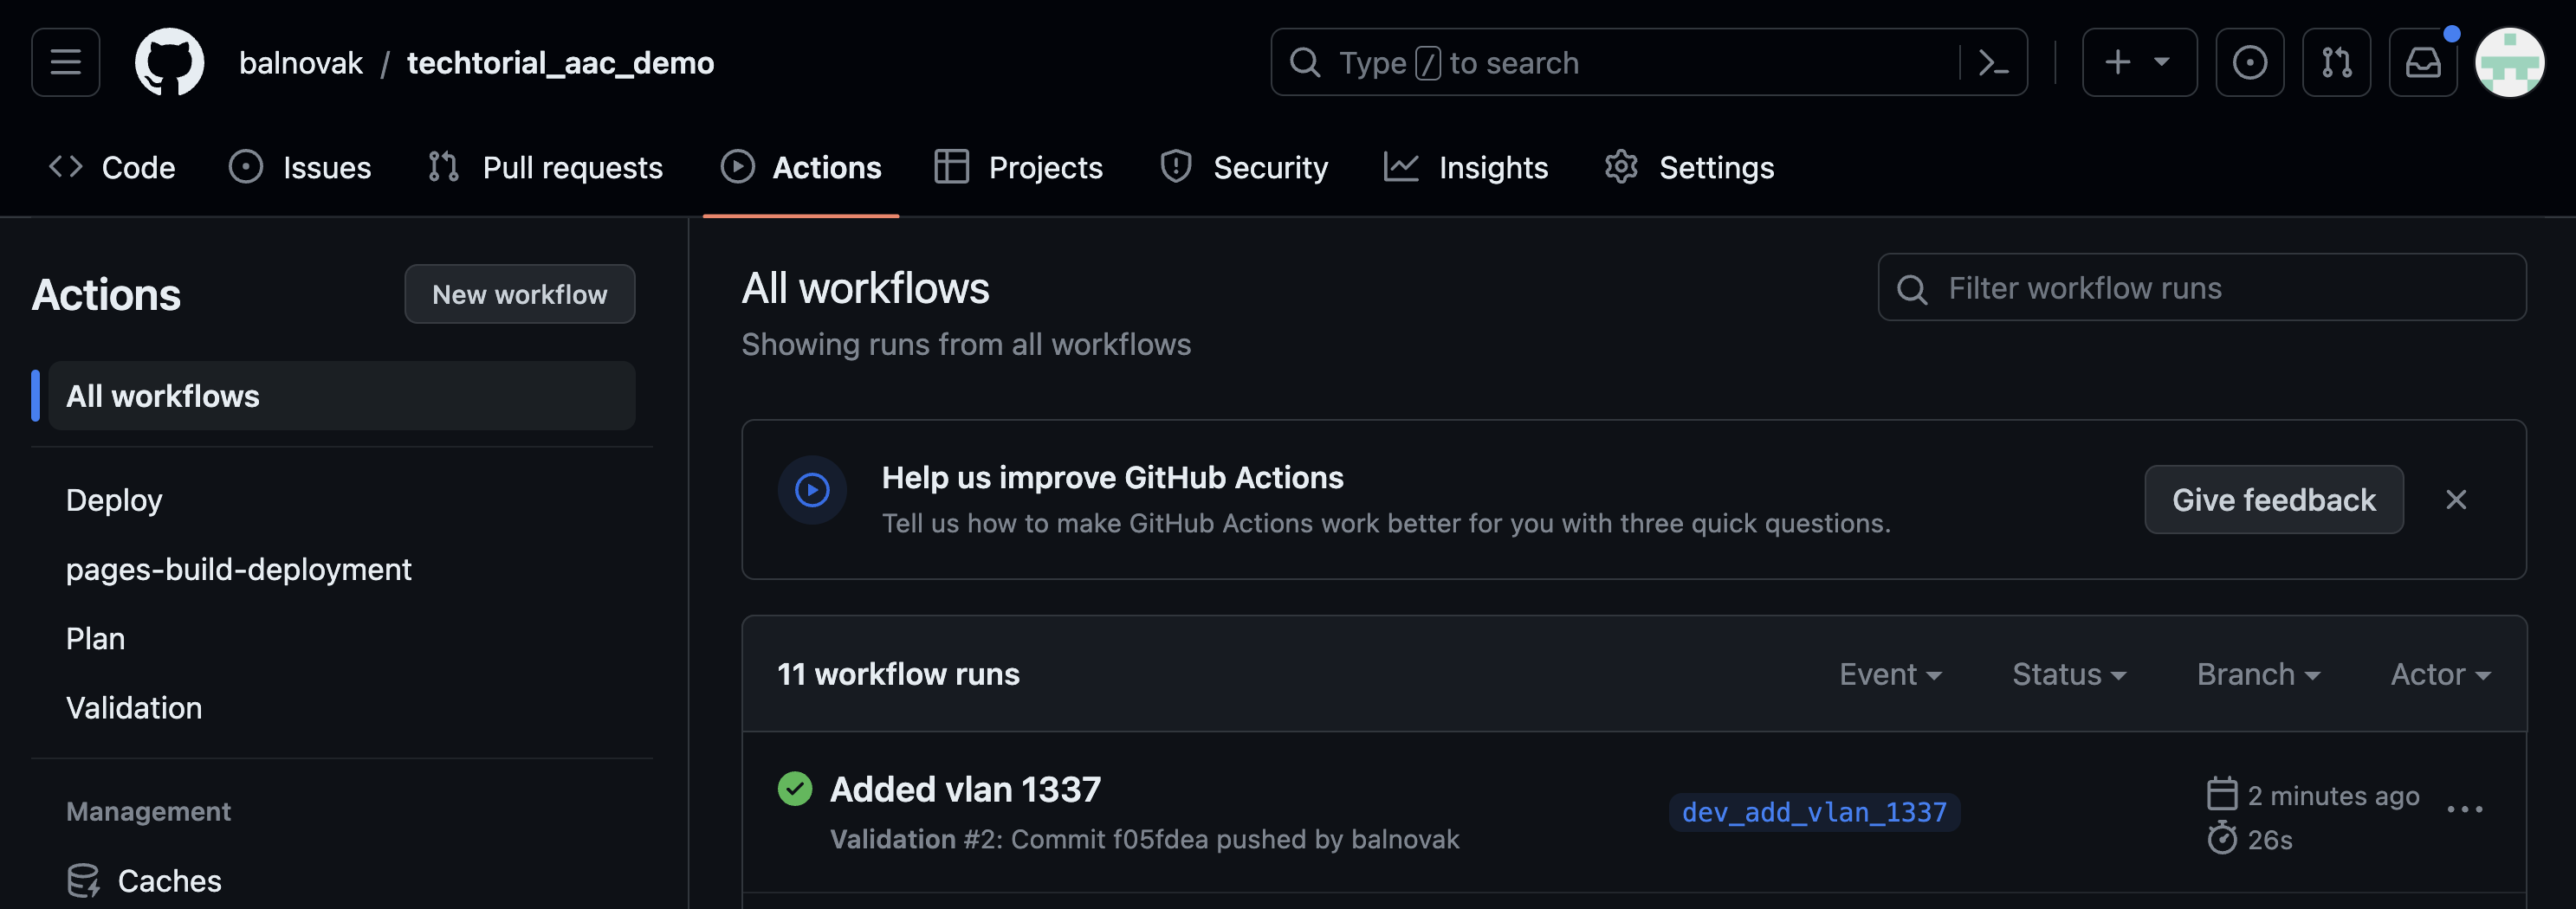 balnovak / techtorial_aac_demo
Type / to search
Code Issues Pull requests Actions Projects Security Insights Settings
Actions
New workflow
All workflows
Deploy
pages-build-deployment
Plan
Validation
Management
Caches
All workflows
Showing runs from all workflows
Filter workflow runs
Help us improve GitHub Actions
Tell us how to make GitHub Actions work better for you with three quick questions.
Give feedback
11 workflow runs
Event Status Branch Actor
Added vlan 1337
Validation #2: Commit f05fdea pushed by balnovak
dev_add_vlan_1337
2 minutes ago
26s